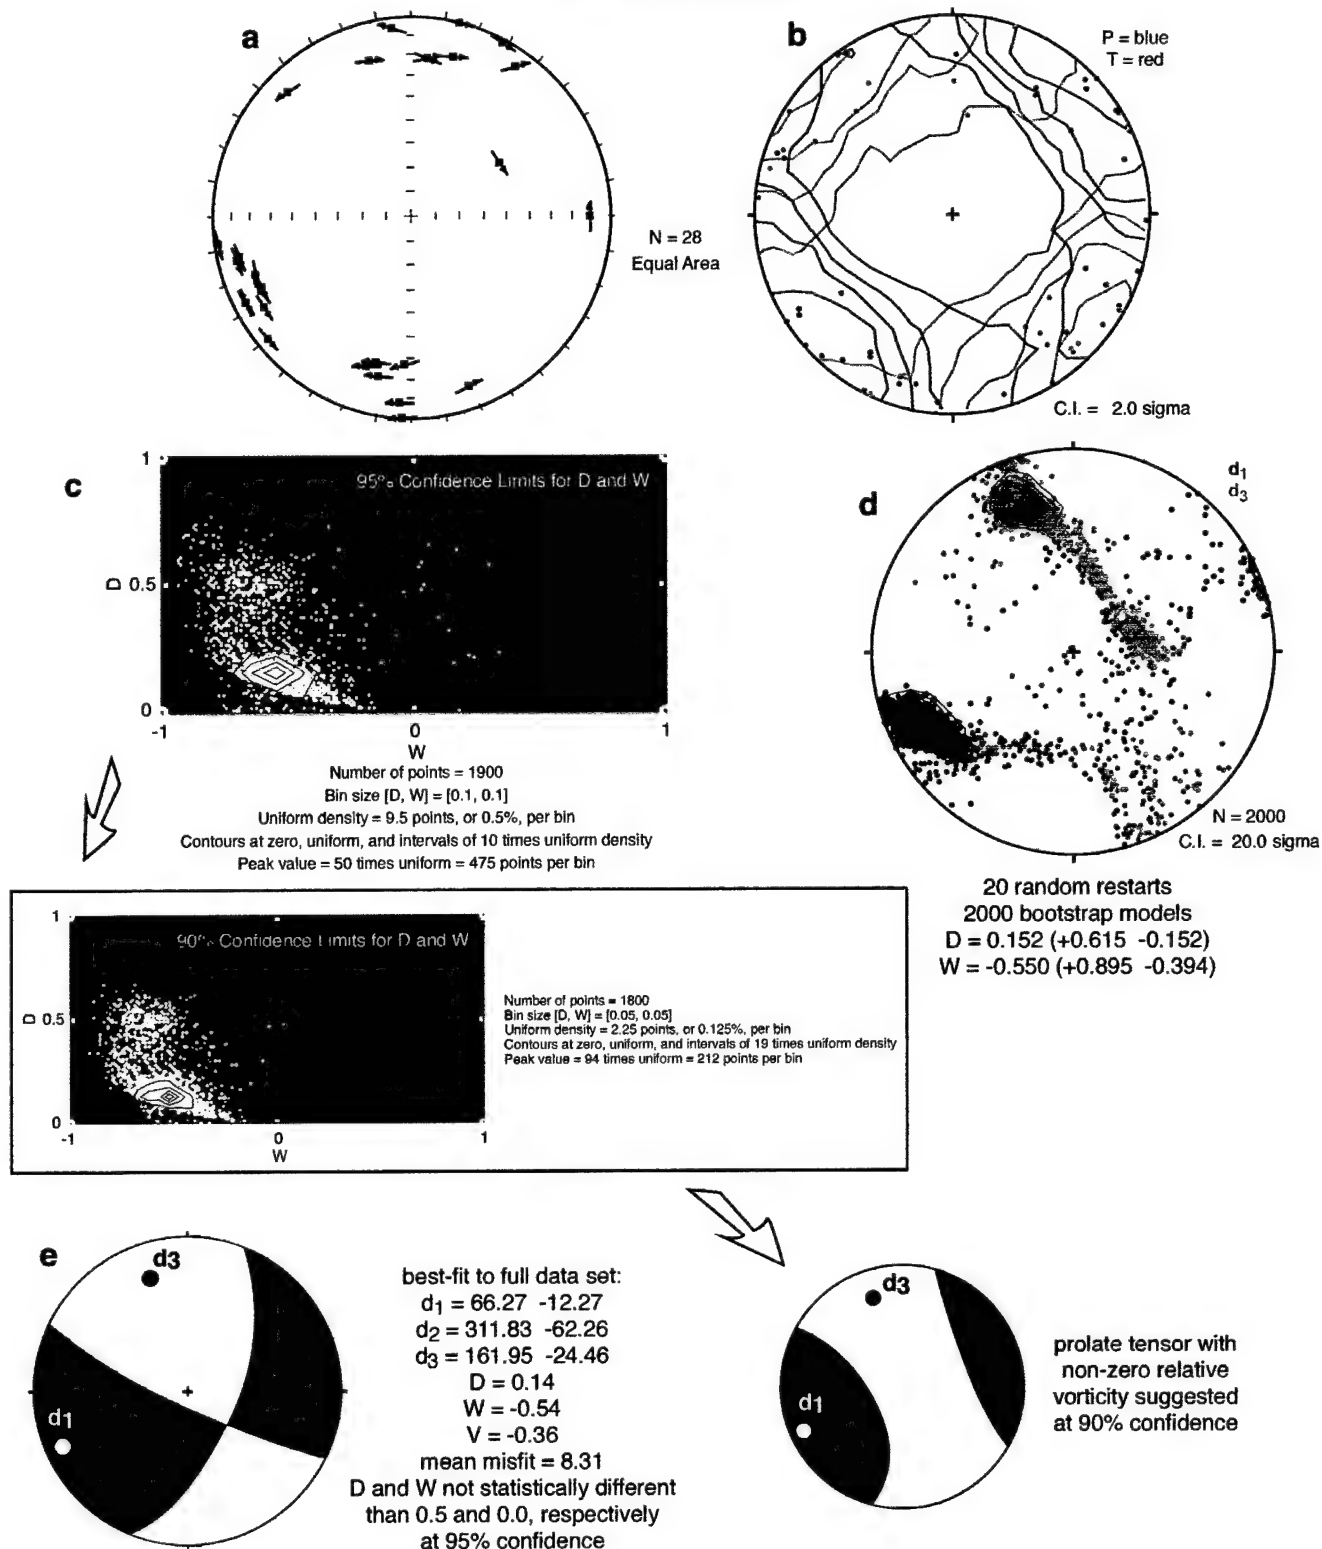 a
N = 28
Equal Area
b
P = blue
T = red
C.I. = 2.0 sigma
c
1
95% Confidence Limits for D and W
D
0.5
0
-1
0
1
W
Number of points = 1900
Bin size [D, W] = [0.1, 0.1]
Uniform density = 9.5 points, or 0.5%, per bin
Contours at zero, uniform, and intervals of 10 times uniform density
Peak value = 50 times uniform = 475 points per bin
d
d1
d3
N = 2000
C.I. = 20.0 sigma
20 random restarts
2000 bootstrap models
D = 0.152 (+0.615 -0.152)
W = -0.550 (+0.895 -0.394)
1
90% Confidence Limits for D and W
D
0.5
0
-1
0
1
W
Number of points = 1800
Bin size [D, W] = [0.05, 0.05]
Uniform density = 2.25 points, or 0.125%, per bin
Contours at zero, uniform, and intervals of 19 times uniform density
Peak value = 94 times uniform = 212 points per bin
e
d3
d1
best-fit to full data set:
d1 = 66.27 -12.27
d2 = 311.83 -62.26
d3 = 161.95 -24.46
D = 0.14
W = -0.54
V = -0.36
mean misfit = 8.31
D and W not statistically different
than 0.5 and 0.0, respectively
at 95% confidence
d3
d1
prolate tensor with
non-zero relative
vorticity suggested
at 90% confidence